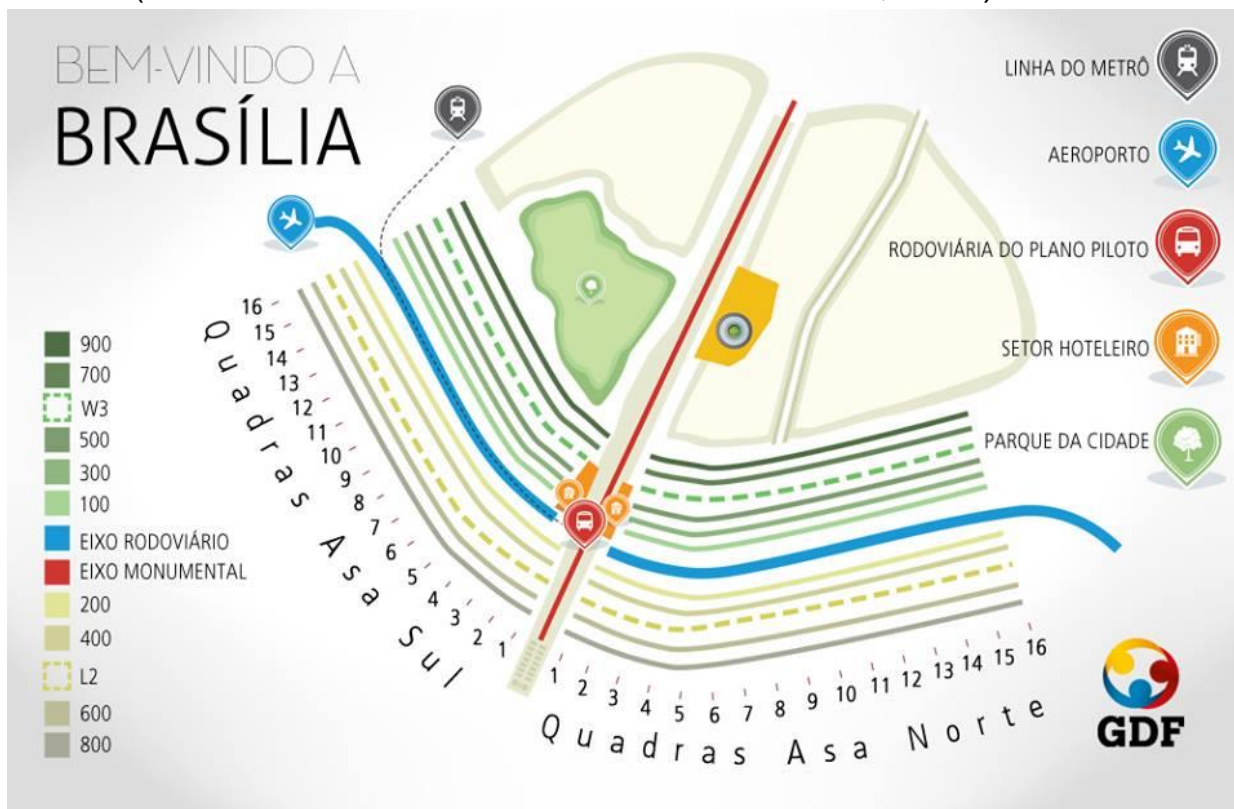 BEM-VINDO A
BRASÍLIA
LINHA DO METRÔ
AEROPORTO
RODOVIÁRIA DO PLANO PILOTO
SETOR HOTELEIRO
PARQUE DA CIDADE
900
700
W3
500
300
100
EIXO RODOVIÁRIO
EIXO MONUMENTAL
200
400
L2
600
800
16
15
14
13
12
11
10
9
8
7
6
5
4
3
2
1
Quadras Asa Sul
1
2
3
4
5
6
7
8
9
10
11
12
13
14
15
16
Quadras Asa Norte
GDF